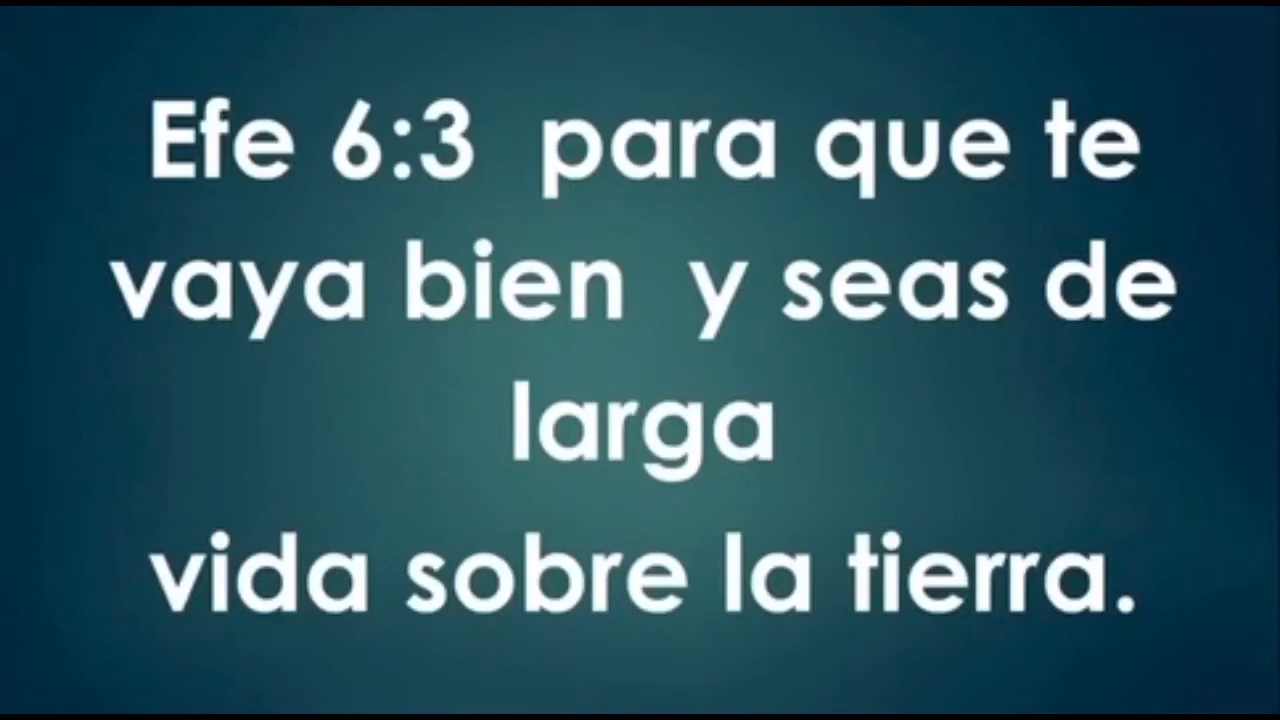 Efe 6:3  para que te
vaya bien  y seas de
larga
vida sobre la tierra.